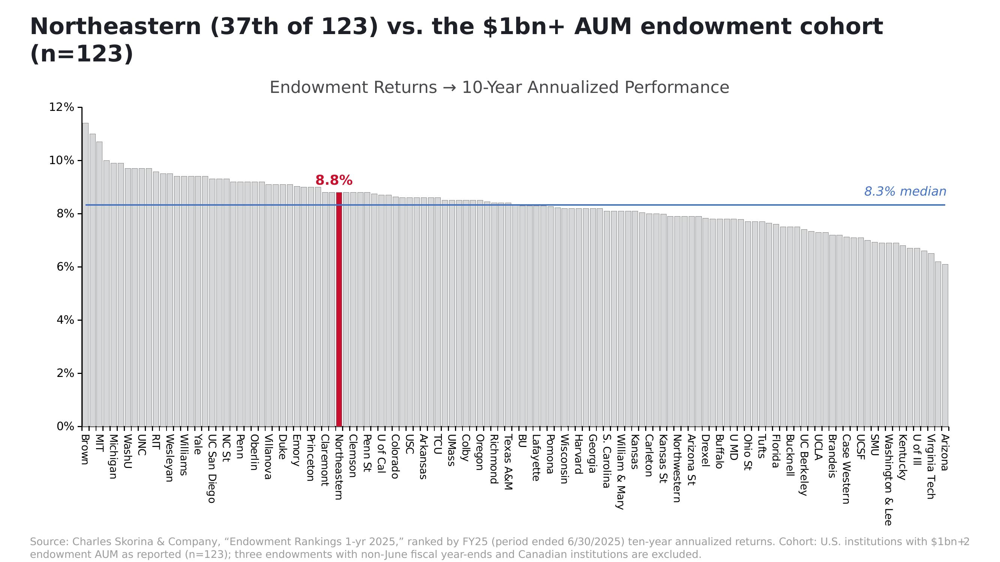 Northeastern (37th of 123) vs. the $1bn+ AUM endowment cohort
(n=123)
Endowment Returns → 10-Year Annualized Performance
12%
10%
8%
6%
4%
2%
0%
8.8%
8.3% median
Brown
MIT
Michigan
WashU
UNC
RIT
Wesleyan
Williams
Yale
UC San Diego
NC St
Penn
Oberlin
Villanova
Duke
Emory
Princeton
Claremont
Northeastern
Clemson
Penn St
U of Cal
Colorado
USC
Arkansas
TCU
UMass
Colby
Oregon
Richmond
Texas A&M
BU
Lafayette
Pomona
Wisconsin
Harvard
Georgia
S. Carolina
William & Mary
Kansas
Carleton
Kansas St
Northwestern
Arizona St
Drexel
Buffalo
U MD
Ohio St
Tufts
Florida
Bucknell
UC Berkeley
UCLA
Brandeis
Case Western
UCSF
SMU
Washington & Lee
Kentucky
U of Ill
Virginia Tech
Arizona
Source: Charles Skorina & Company, “Endowment Rankings 1-yr 2025,” ranked by FY25 (period ended 6/30/2025) ten-year annualized returns. Cohort: U.S. institutions with $1bn+
endowment AUM as reported (n=123); three endowments with non-June fiscal year-ends and Canadian institutions are excluded.
2